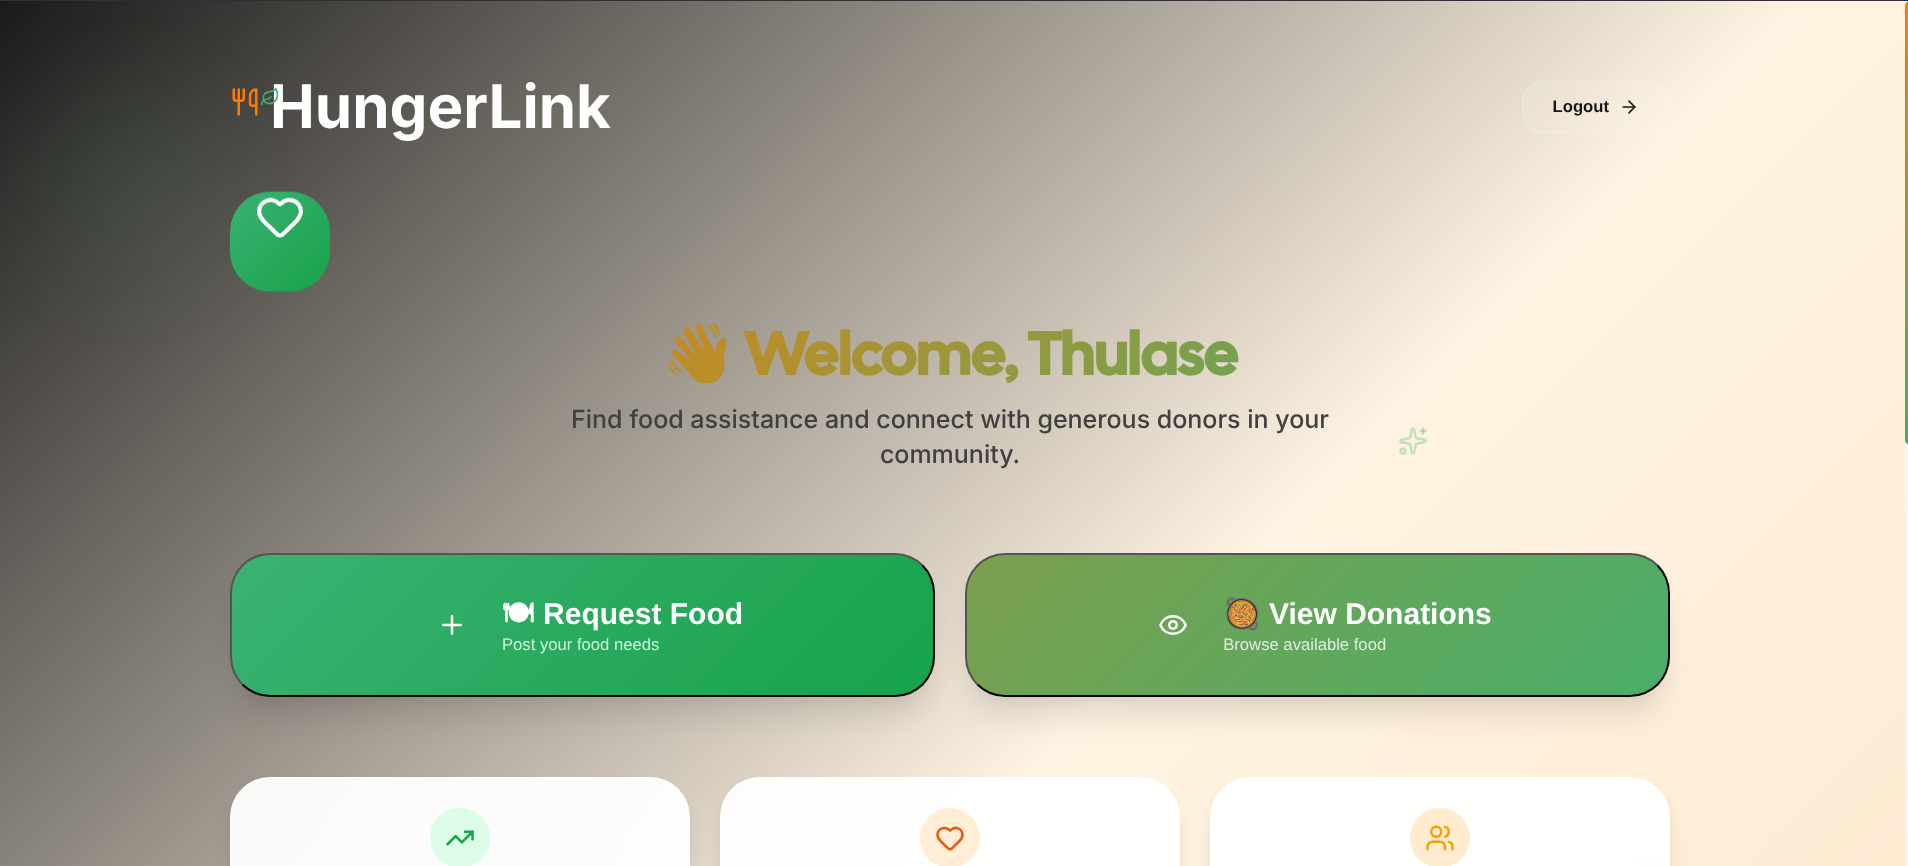 HungerLink
Logout
👋 Welcome, Thulase
Find food assistance and connect with generous donors in your
community.
🍽 Request Food
Post your food needs
🥘 View Donations
Browse available food